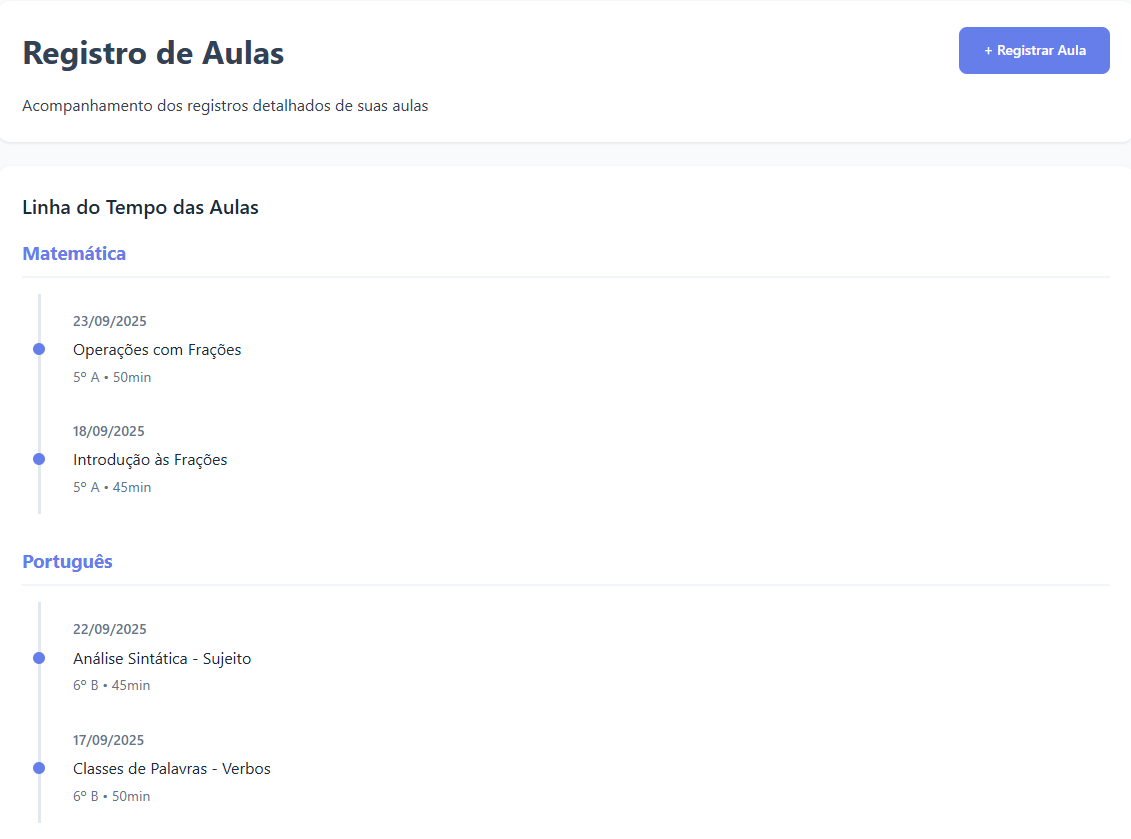 Registro de Aulas
+ Registrar Aula
Acompanhamento dos registros detalhados de suas aulas
Linha do Tempo das Aulas
Matemática
23/09/2025
Operações com Frações
5º A • 50min
18/09/2025
Introdução às Frações
5º A • 45min
Português
22/09/2025
Análise Sintática - Sujeito
6º B • 45min
17/09/2025
Classes de Palavras - Verbos
6º B • 50min